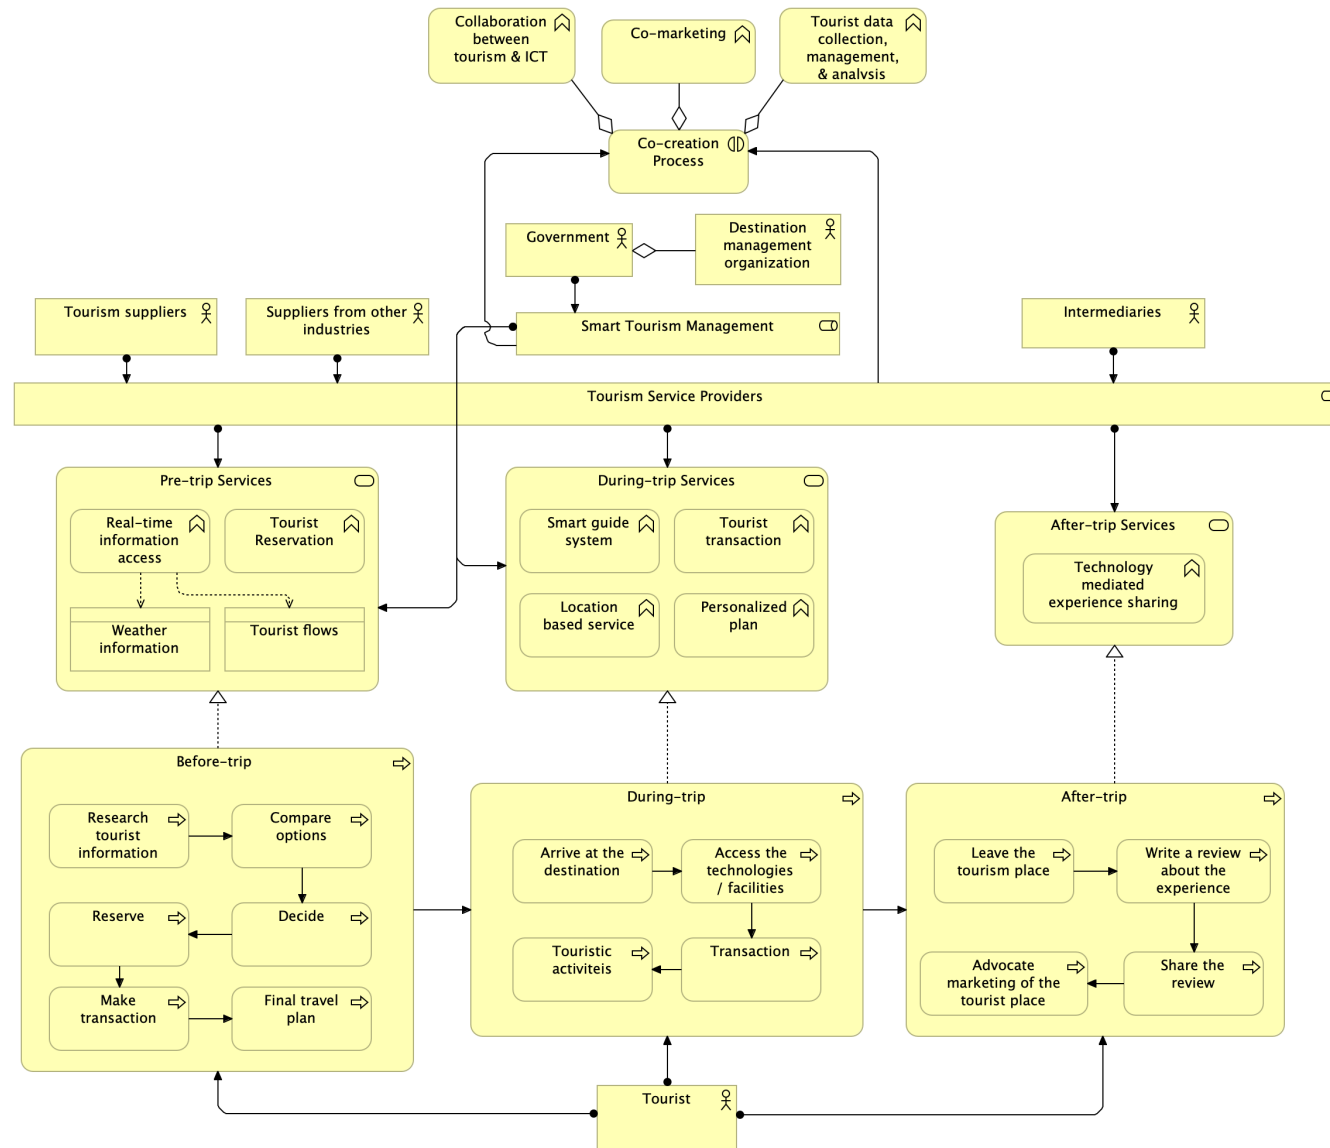 Collaboration
between
tourism & ICT
Co-marketing
Tourist data
collection,
management,
& analvsis
Co-creation
Process
Government
Destination
management
organization
Tourism suppliers
Suppliers from other
industries
Smart Tourism Management
Intermediaries
Tourism Service Providers
Pre-trip Services
Real-time
information
access
Tourist
Reservation
Weather
information
Tourist flows
During-trip Services
Smart guide
system
Tourist
transaction
Location
based service
Personalized
plan
After-trip Services
Technology
mediated
experience sharing
Before-trip
Research
tourist
information
Compare
options
Reserve
Decide
Make
transaction
Final travel
plan
During-trip
Arrive at the
destination
Access the
technologies
/ facilities
Touristic
activiteis
Transaction
After-trip
Leave the
tourism place
Write a review
about the
experience
Advocate
marketing of the
tourist place
Share the
review
Tourist